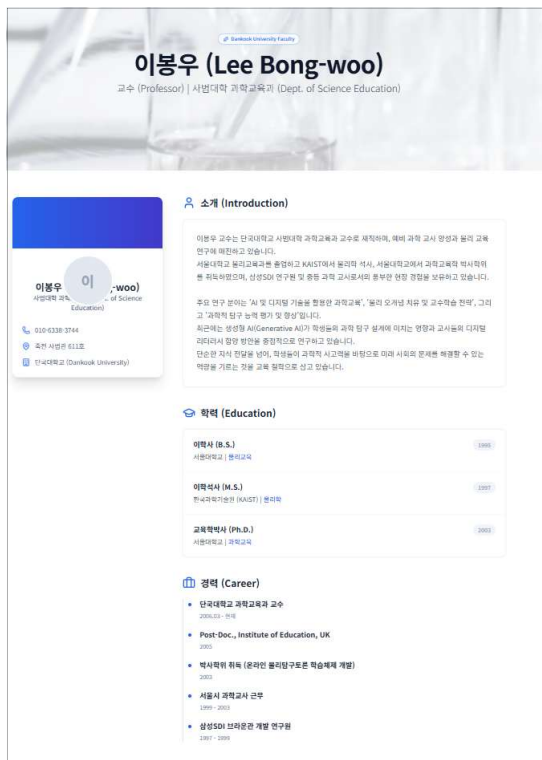 Dankook University Faculty
이봉우 (Lee Bong-woo)
교수 (Professor) | 사범대학 과학교육과 (Dept. of Science Education)
이봉우
이
-woo)
사범대학 과학
of Science
Education)
010-6338-3744
죽전 사범관 611호
단국대학교 (Dankook University)
소개 (Introduction)
이봉우 교수는 단국대학교 사범대학 과학교육과 교수로 재직하며, 예비 과학 교사 양성과 물리 교육
연구에 매진하고 있습니다.
서울대학교 물리교육과를 졸업하고 KAIST에서 물리학 석사, 서울대학교에서 과학교육학 박사학위
를 취득하였으며, 삼성SDI 연구원 및 중등 과학 교사로서의 풍부한 현장 경험을 보유하고 있습니다.
주요 연구 분야는 'AI 및 디지털 기술을 활용한 과학교육', '물리 오개념 치유 및 교수학습 전략', 그리
고 '과학적 탐구 능력 평가 및 향상'입니다.
최근에는 생성형 AI(Generative AI)가 학생들의 과학 탐구 설계에 미치는 영향과 교사들의 디지털
리터러시 함양 방안을 중점적으로 연구하고 있습니다.
단순한 지식 전달을 넘어, 학생들이 과학적 사고력을 바탕으로 미래 사회의 문제를 해결할 수 있는
역량을 기르는 것을 교육 철학으로 삼고 있습니다.
학력 (Education)
이학사 (B.S.)
1995
서울대학교 | 물리교육
이학석사 (M.S.)
1997
한국과학기술원 (KAIST) | 물리학
교육학박사 (Ph.D.)
2003
서울대학교 | 과학교육
경력 (Career)
단국대학교 과학교육과 교수
2006.03 - 현재
Post-Doc., Institute of Education, UK
2005
박사학위 취득 (온라인 물리탐구토론 학습체제 개발)
2003
서울시 과학교사 근무
1999 - 2003
삼성SDI 브라운관 개발 연구원
1997 - 1999